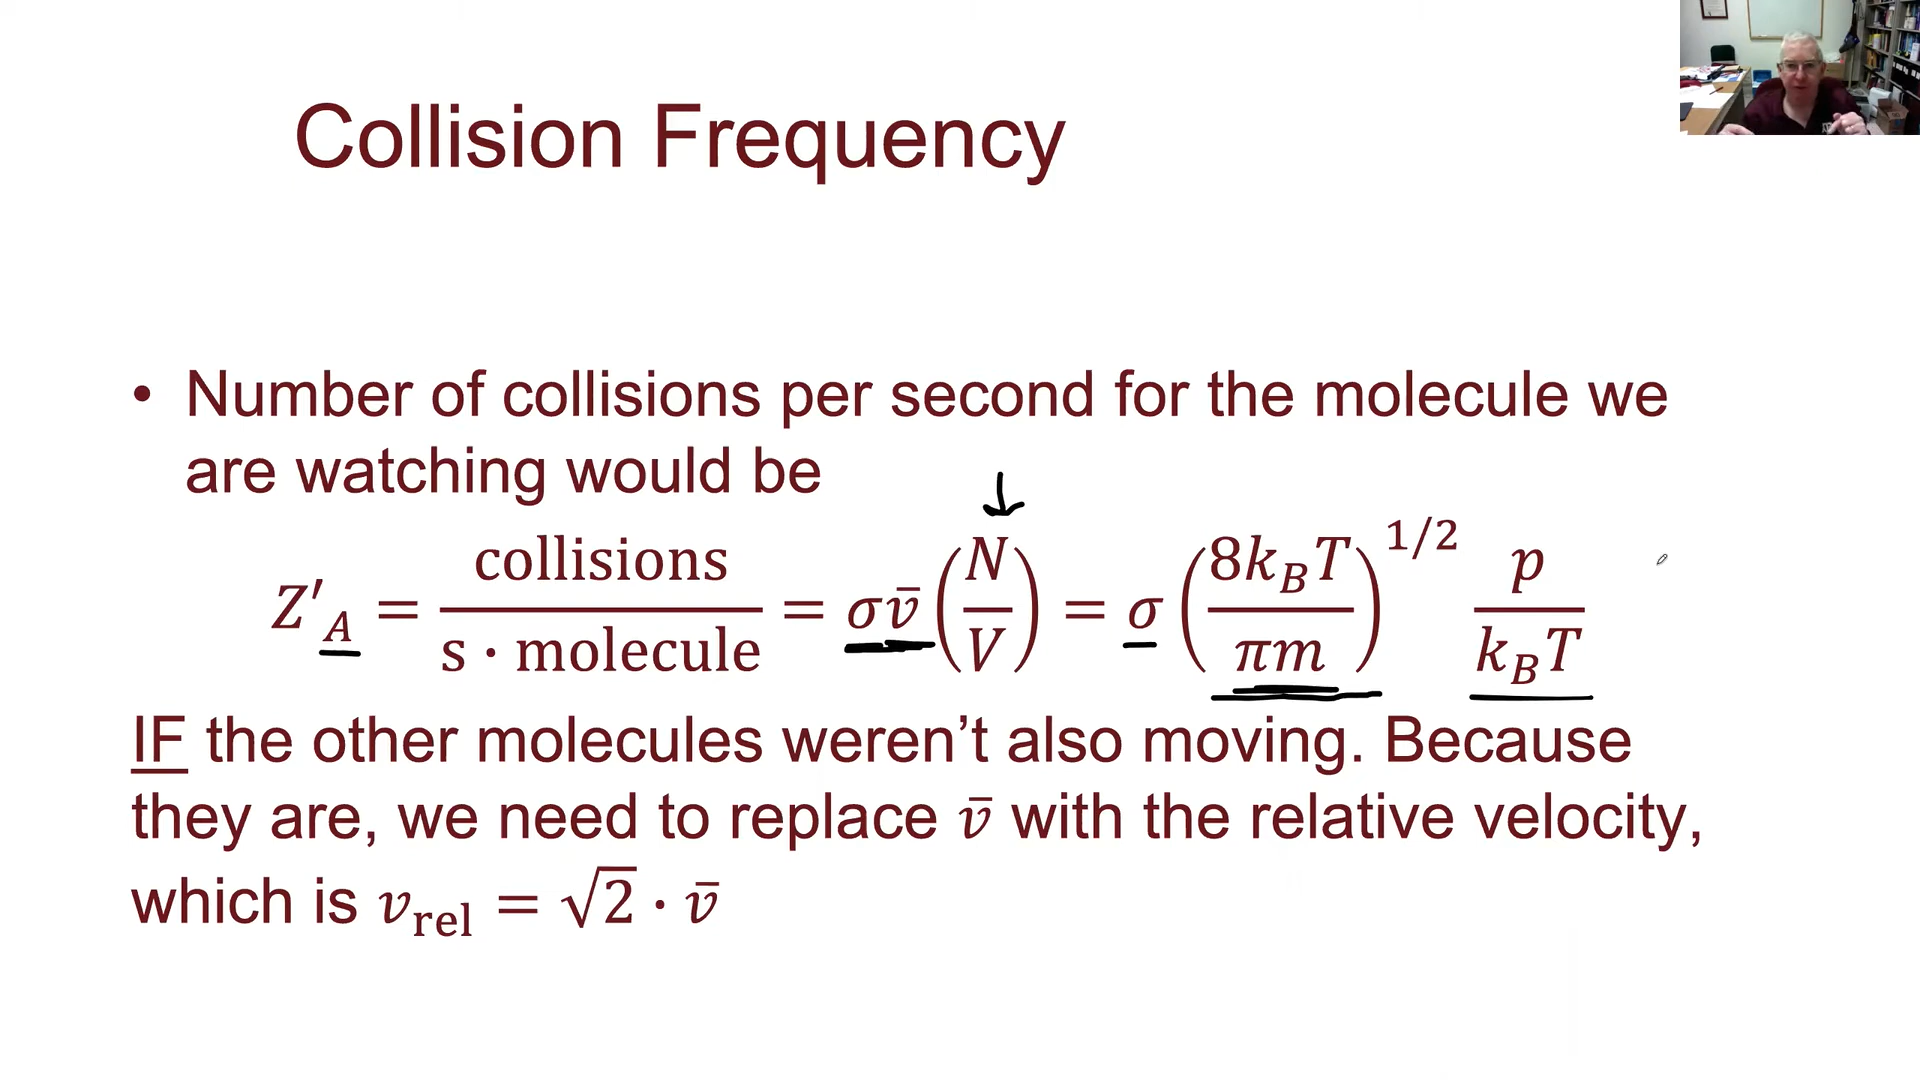 Collision Frequency
• Number of collisions per second for the molecule we
are watching would be
Z′_A = collisions / (s · molecule) = σv̄ (N/V) = σ (8k_BT / πm)^{1/2} p / (k_BT)
IF the other molecules weren’t also moving. Because
they are, we need to replace v̄ with the relative velocity,
which is v_rel = √2 · v̄